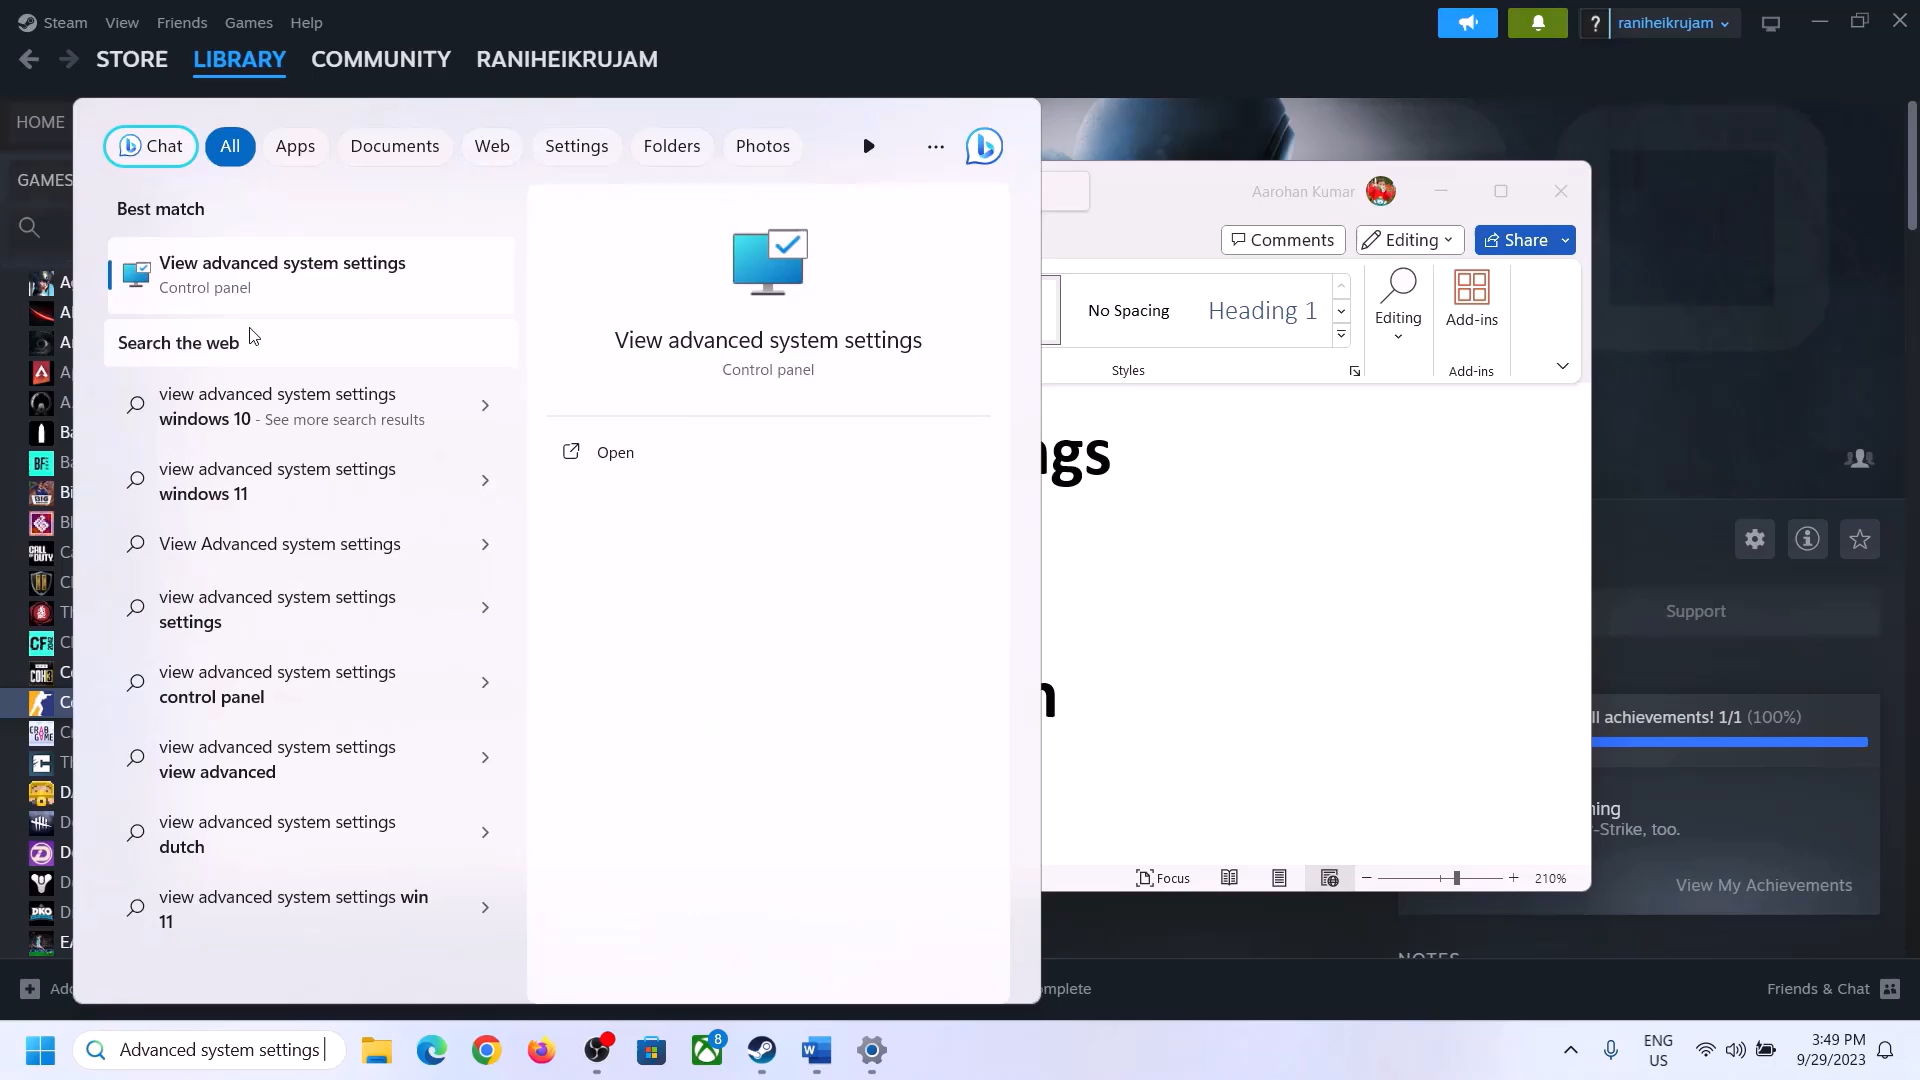 Steam View Friends Games Help
raniheikrujam
STORE LIBRARY COMMUNITY RANIHEIKRUJAM
HOME
GAMES
Chat All Apps Documents Web Settings Folders Photos
Best match
View advanced system settings
Control panel
Search the web
view advanced system settings
windows 10 - See more search results
view advanced system settings
windows 11
View Advanced system settings
view advanced system settings
settings
view advanced system settings
control panel
view advanced system settings
view advanced
view advanced system settings
dutch
view advanced system settings win
11
View advanced system settings
Control panel
Open
Aarohan Kumar
Comments Editing Share
No Spacing Heading 1
Editing Add-ins
Styles Add-ins
ngs
n
Focus 210%
Support
ll achievements! 1/1 (100%)
-Strike, too.
View My Achievements
Friends & Chat
Advanced system settings
8
ENG
US
3:49 PM
9/29/2023